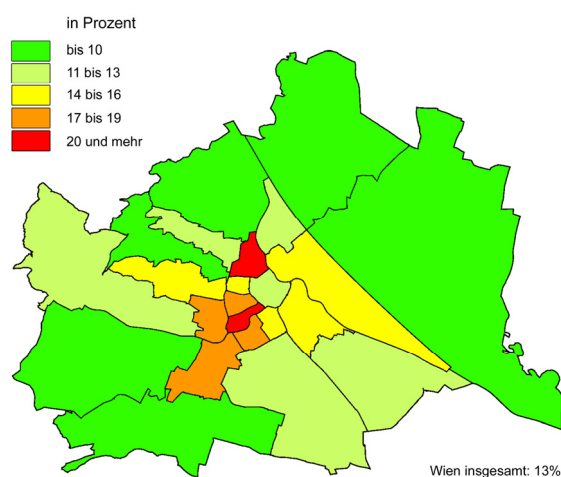 in Prozent
bis 10
11 bis 13
14 bis 16
17 bis 19
20 und mehr
Wien insgesamt: 13%